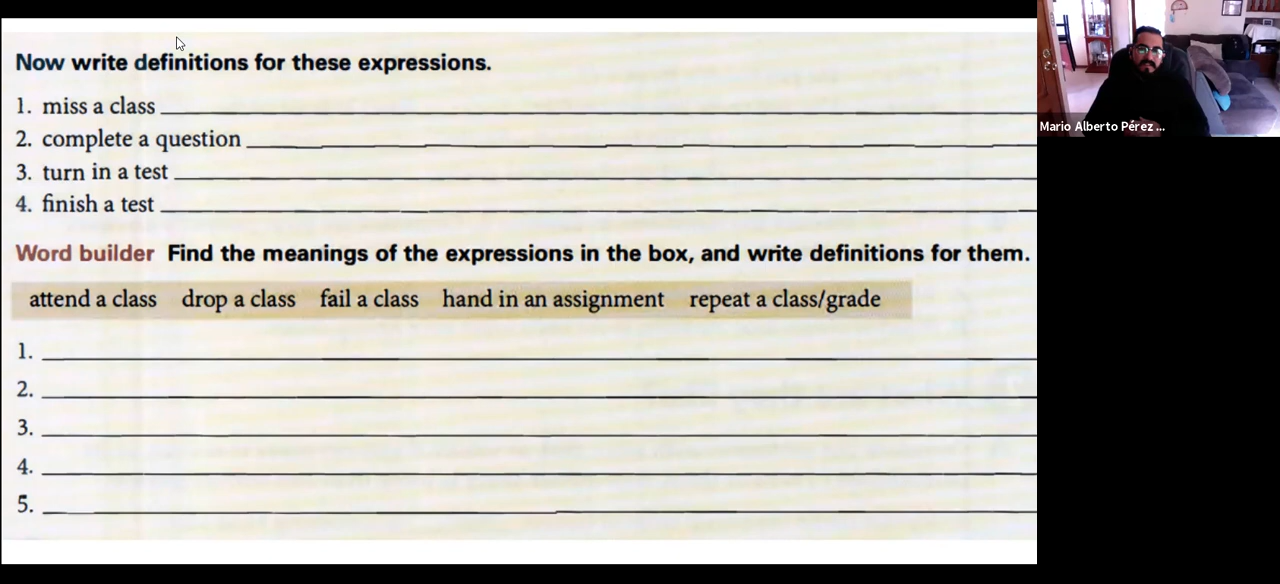 Now write definitions for these expressions.
1. miss a class
2. complete a question
3. turn in a test
4. finish a test
Word builder Find the meanings of the expressions in the box, and write definitions for them.
attend a class drop a class fail a class hand in an assignment repeat a class/grade
1.
2.
3.
4.
5.
Mario Alberto Pérez ...